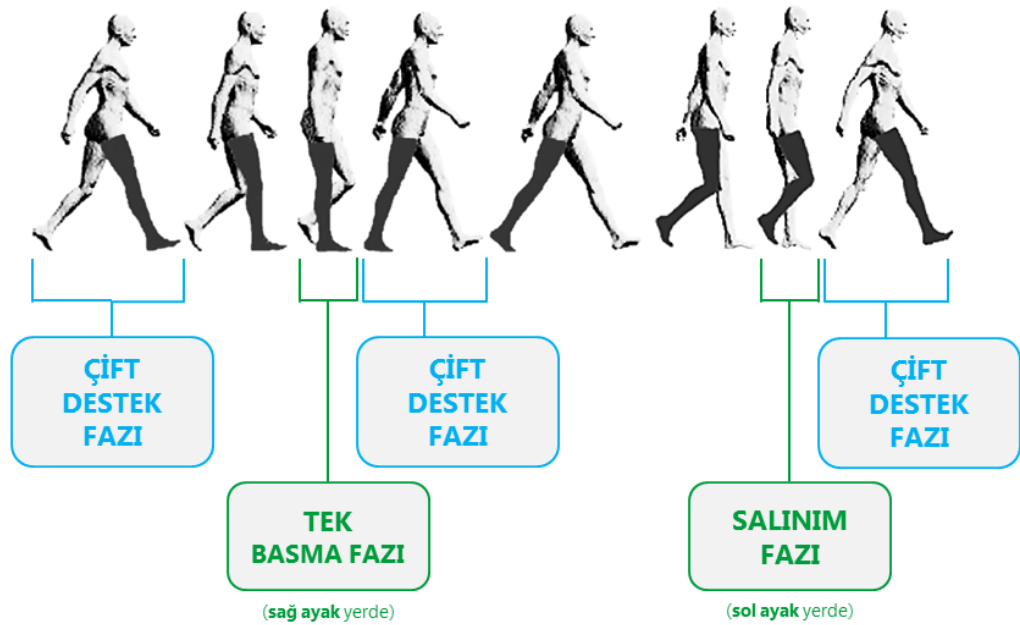 ÇİFT
DESTEK
FAZI
ÇİFT
DESTEK
FAZI
ÇİFT
DESTEK
FAZI
TEK
BASMA FAZI
(sağ ayak yerde)
SALINIM
FAZI
(sol ayak yerde)